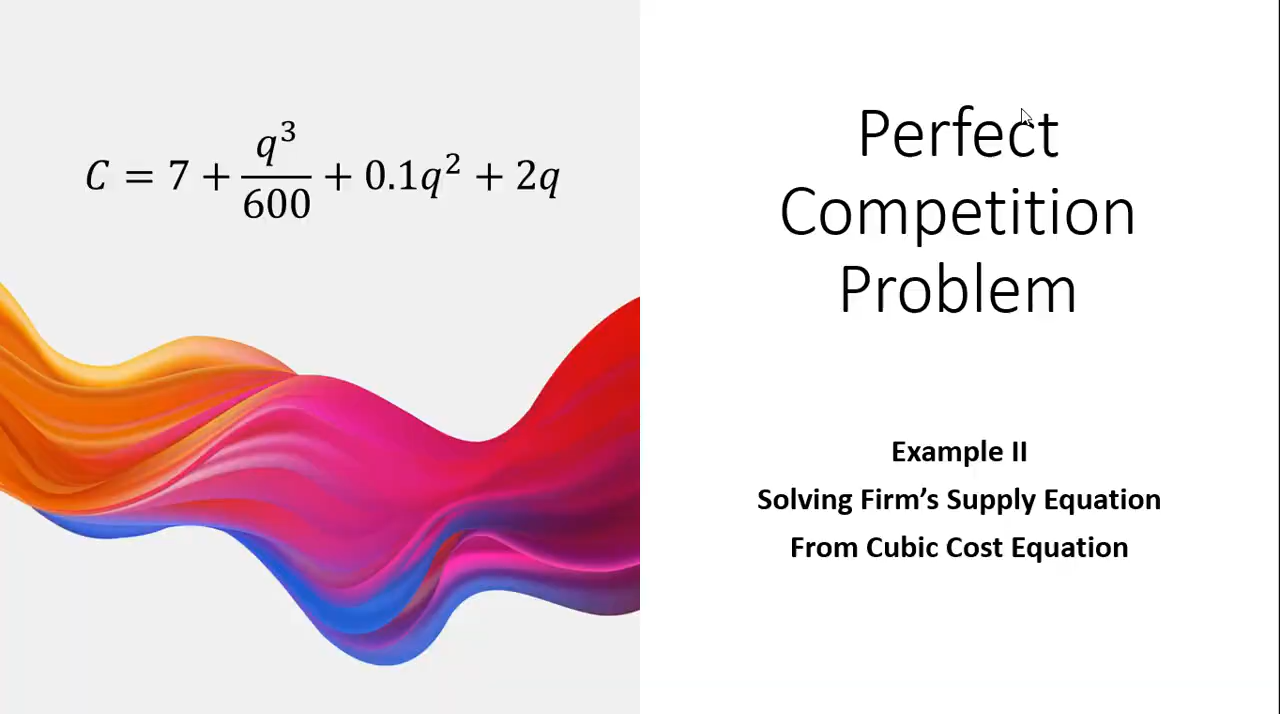 C = 7 + q³/600 + 0.1q² + 2q
Perfect
Competition
Problem
Example II
Solving Firm’s Supply Equation
From Cubic Cost Equation